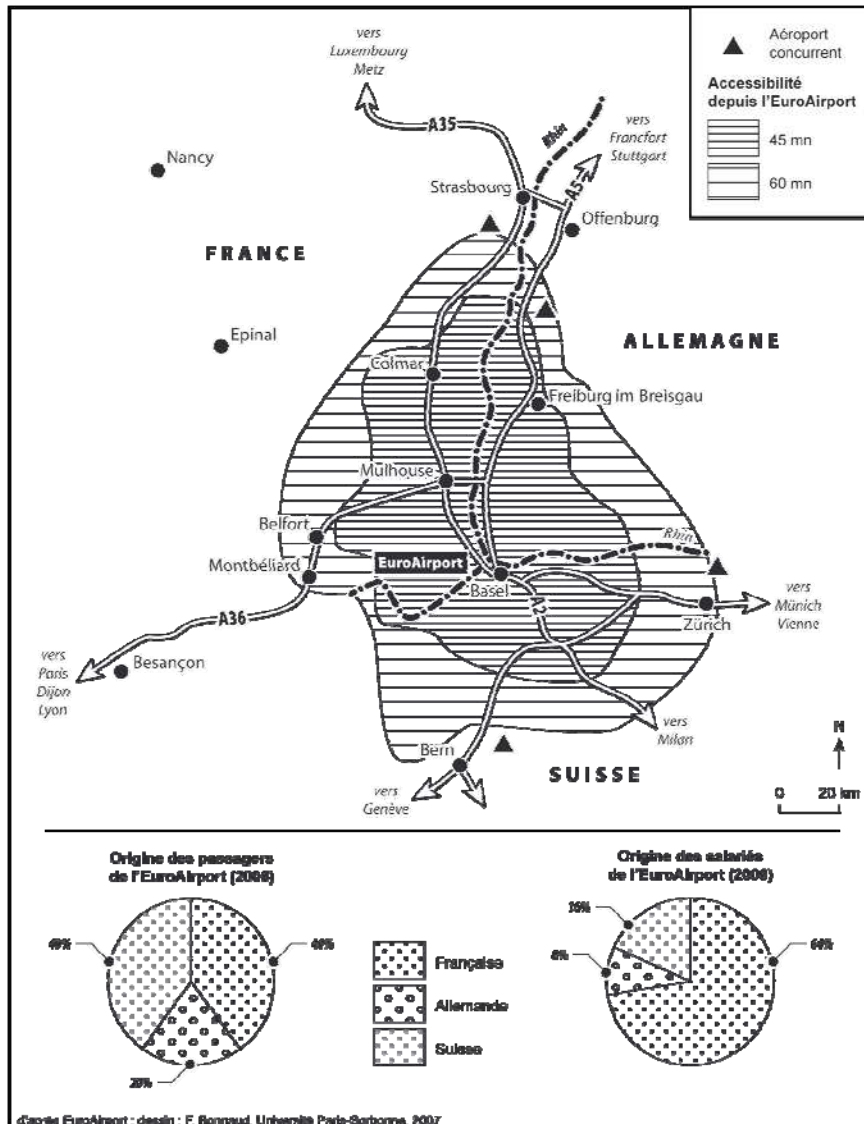 vers
Luxembourg
Metz
Aéroport
concurrent
Accessibilité
depuis l'EuroAirport
45 mn
60 mn
A35
Rhin
vers
Francfort
Stuttgart
A5
Nancy
Strasbourg
Offenburg
FRANCE
Epinal
ALLEMAGNE
Colmar
Freiburg im Breisgau
Mulhouse
Belfort
EuroAirport
Rhin
Montbéliard
Basel
A2
Zürich
vers
Münich
Vienne
A36
vers
Paris
Dijon
Lyon
Besançon
vers
Milan
Bern
SUISSE
vers
Genève
N
0 20 km
Origine des passagers
de l'EuroAirport
Origine des salariés
de l'EuroAirport
Française
Allemande
Suisse
20%
d'après EuroAirport ; dessin : F. Bonnaud, Université Paris-Sorbonne, 2007